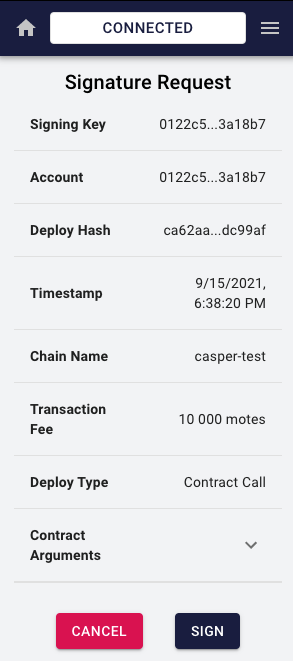 CONNECTED
Signature Request
Signing Key 0122c5...3a18b7
Account 0122c5...3a18b7
Deploy Hash ca62aa...dc99af
Timestamp 9/15/2021,
6:38:20 PM
Chain Name casper-test
Transaction
Fee 10 000 motes
Deploy Type Contract Call
Contract
Arguments
CANCEL SIGN